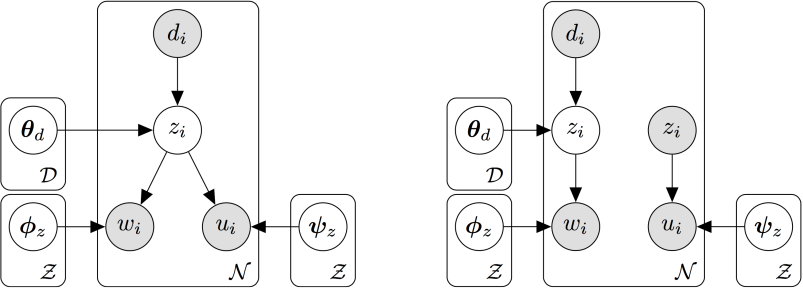 d_i d_i
θ_d z_i θ_d z_i z_i
𝒟 𝒟
ϕ_z w_i u_i ψ_z ϕ_z w_i u_i ψ_z
𝒵 𝒩 𝒵 𝒵 𝒩 𝒵